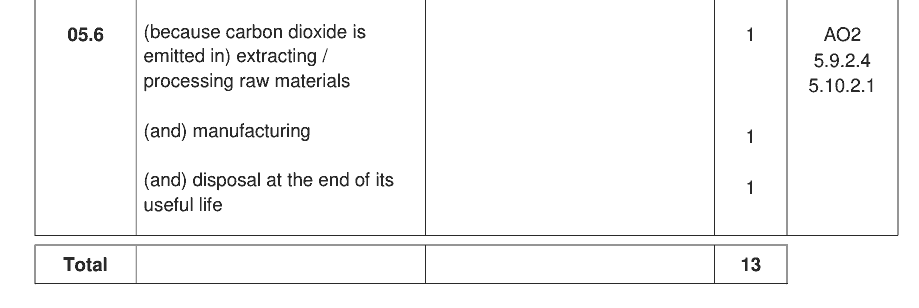 05.6
(because carbon dioxide is
emitted in) extracting /
processing raw materials
1
AO2
5.9.2.4
5.10.2.1
(and) manufacturing
1
(and) disposal at the end of its
useful life
1
Total
13